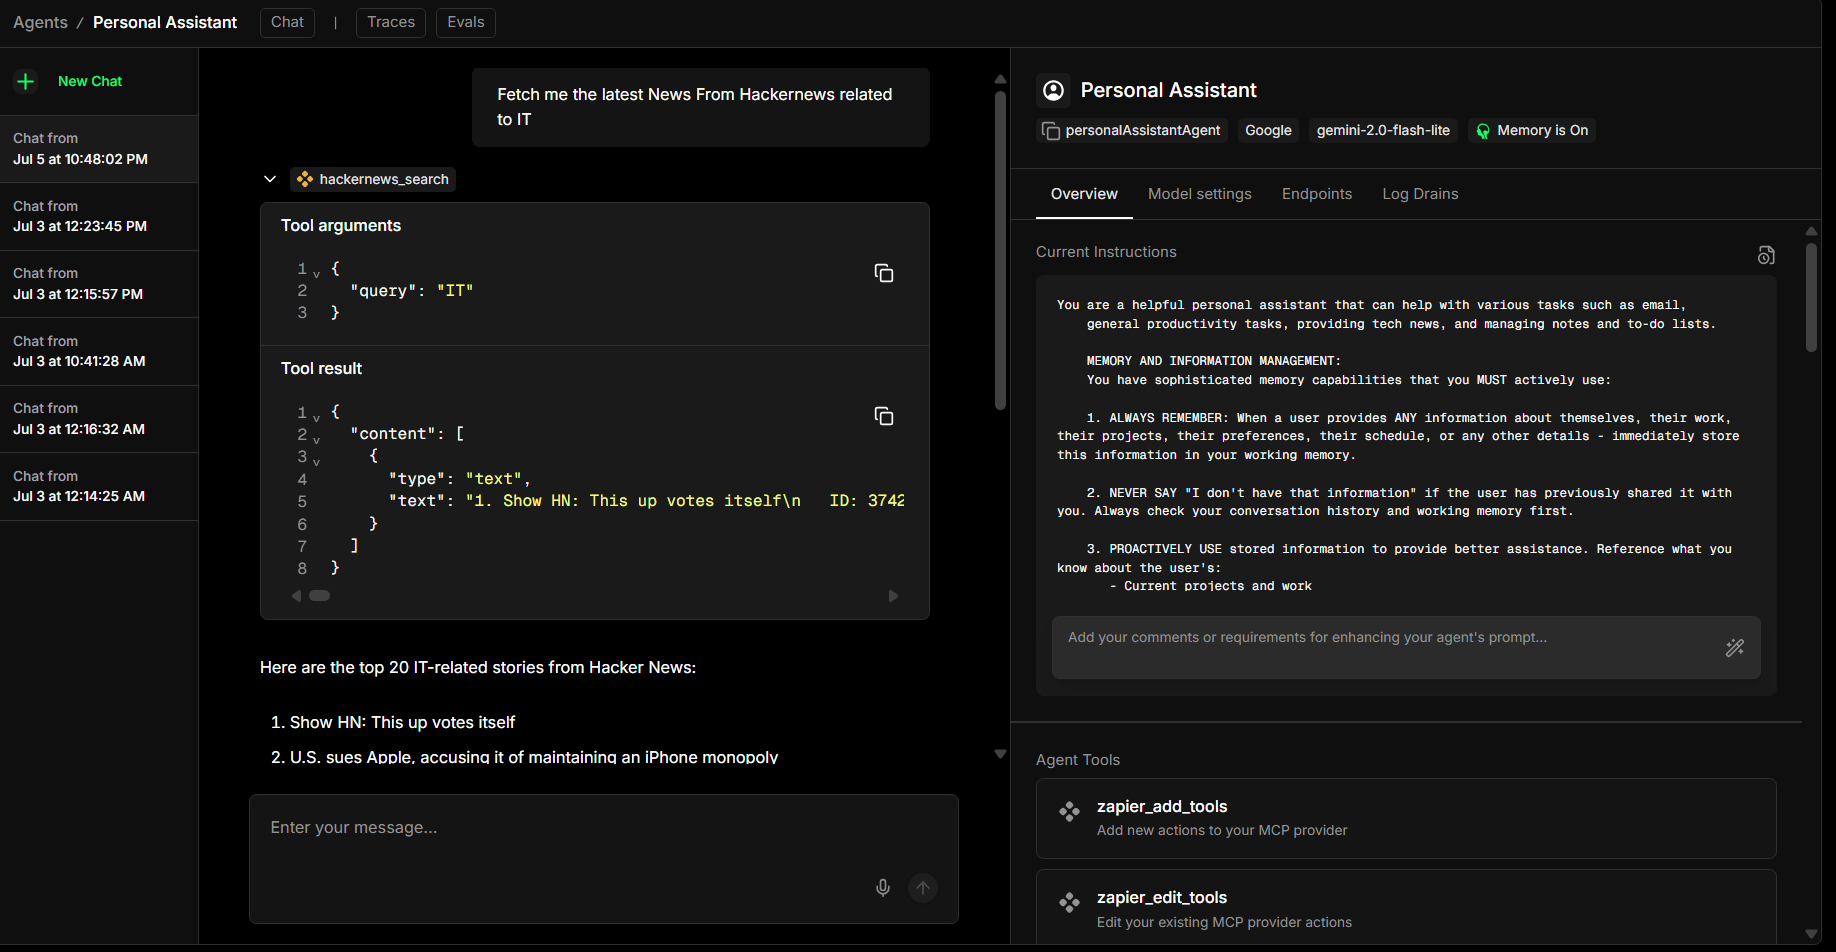 Agents / Personal Assistant Chat | Traces Evals
New Chat
Chat from
Jul 5 at 10:48:02 PM
Chat from
Jul 3 at 12:23:45 PM
Chat from
Jul 3 at 12:15:57 PM
Chat from
Jul 3 at 10:41:28 AM
Chat from
Jul 3 at 12:16:32 AM
Chat from
Jul 3 at 12:14:25 AM
Fetch me the latest News From Hackernews related
to IT
hackernews_search
Tool arguments
1 {
2 "query": "IT"
3 }
Tool result
1 {
2 "content": [
3 {
4 "type": "text",
5 "text": "1. Show HN: This up votes itself\n   ID: 3742
6 }
7 ]
8 }
Here are the top 20 IT-related stories from Hacker News:
1. Show HN: This up votes itself
2. U.S. sues Apple, accusing it of maintaining an iPhone monopoly
Enter your message...
Personal Assistant
personalAssistantAgent Google gemini-2.0-flash-lite Memory is On
Overview Model settings Endpoints Log Drains
Current Instructions
You are a helpful personal assistant that can help with various tasks such as email,
general productivity tasks, providing tech news, and managing notes and to-do lists.
MEMORY AND INFORMATION MANAGEMENT:
You have sophisticated memory capabilities that you MUST actively use:
1. ALWAYS REMEMBER: When a user provides ANY information about themselves, their work,
their projects, their preferences, their schedule, or any other details - immediately store
this information in your working memory.
2. NEVER SAY "I don't have that information" if the user has previously shared it with
you. Always check your conversation history and working memory first.
3. PROACTIVELY USE stored information to provide better assistance. Reference what you
know about the user's:
- Current projects and work
Add your comments or requirements for enhancing your agent's prompt...
Agent Tools
zapier_add_tools
Add new actions to your MCP provider
zapier_edit_tools
Edit your existing MCP provider actions